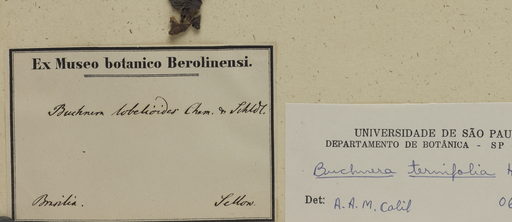 Ex Museo botanico Berolinensi.
Buchnera lobelioides Cham. & Schldl.
Brasilia. Sellow.
UNIVERSIDADE DE SÃO PAU
DEPARTAMENTO DE BOTÂNICA - SP
Buchnera ternifolia H
Det: A.A.M. Calil 06